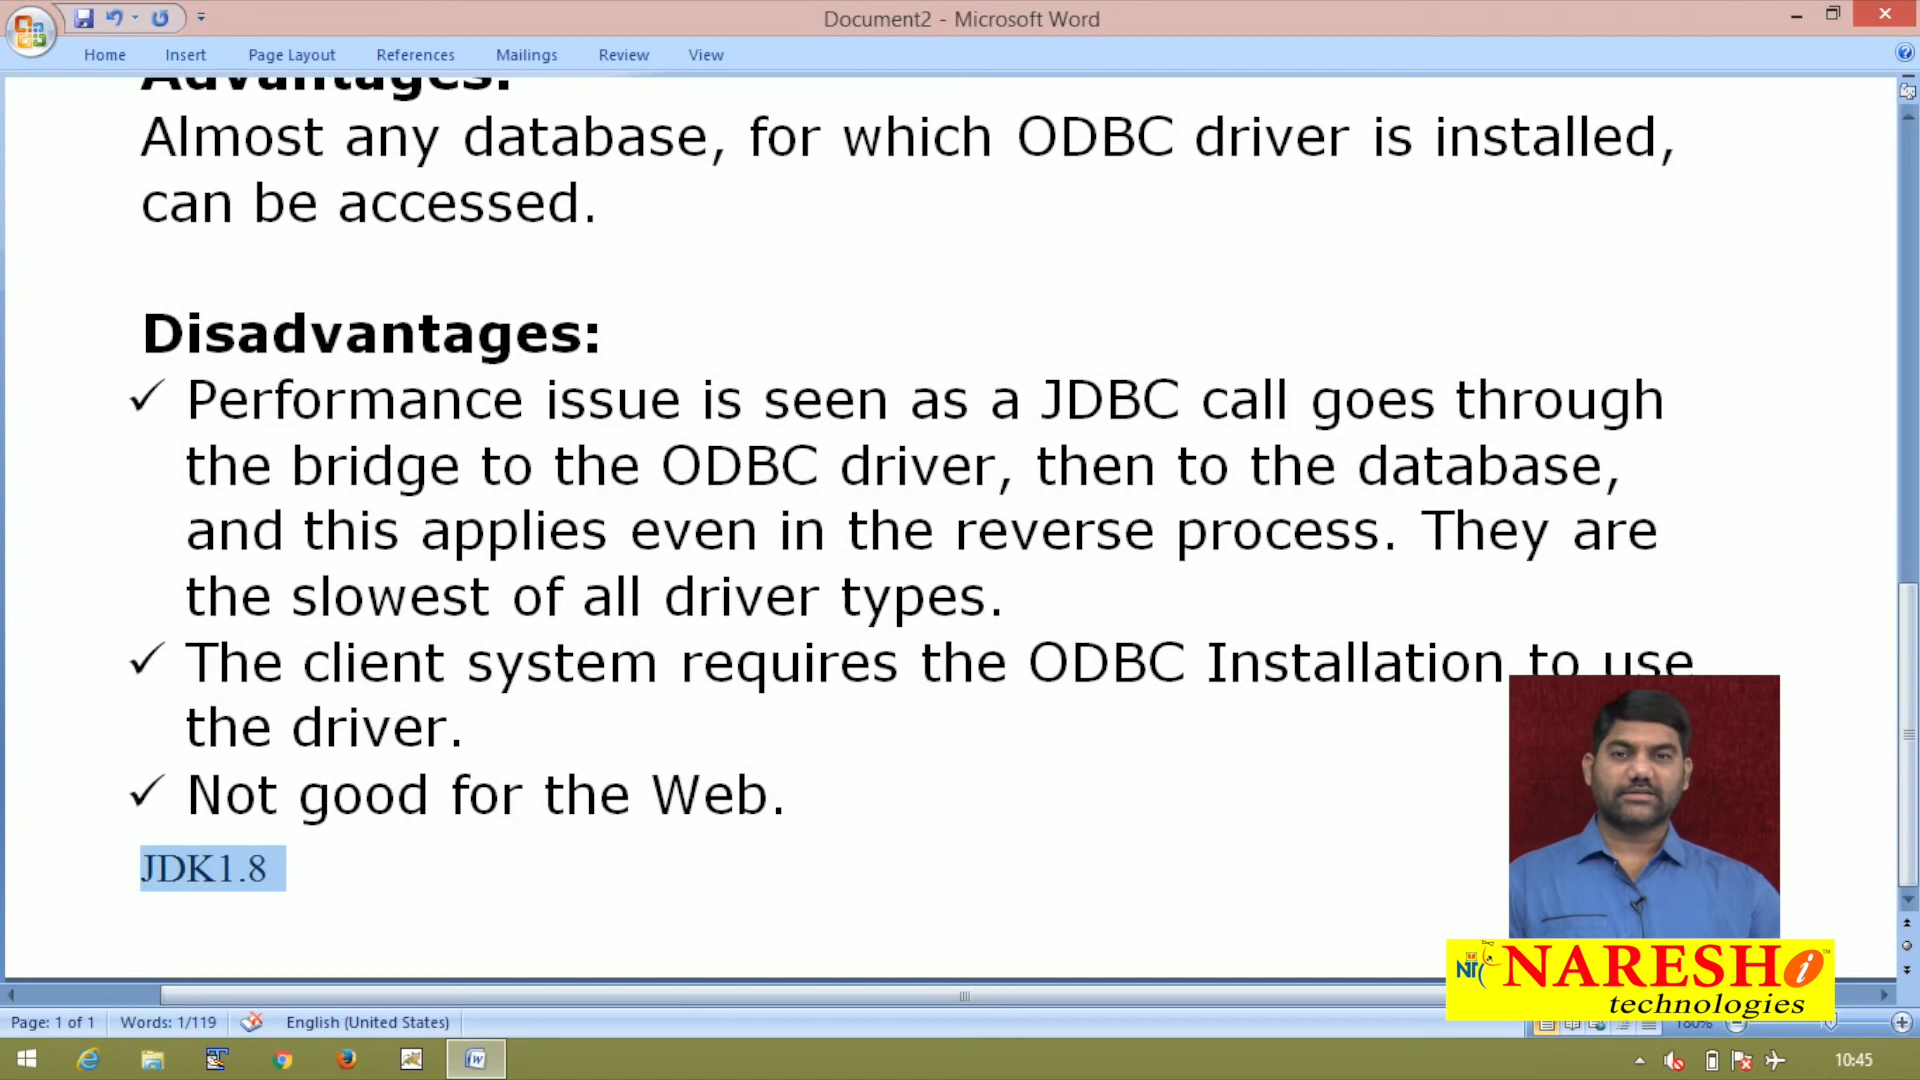 Document2 - Microsoft Word
Home Insert Page Layout References Mailings Review View
Advantages:
Almost any database, for which ODBC driver is installed,
can be accessed.
Disadvantages:
✓ Performance issue is seen as a JDBC call goes through
the bridge to the ODBC driver, then to the database,
and this applies even in the reverse process. They are
the slowest of all driver types.
✓ The client system requires the ODBC Installation to use
the driver.
✓ Not good for the Web.
JDK1.8
NARESH i
technologies
Page: 1 of 1 Words: 1/119 English (United States) 180%
10:45